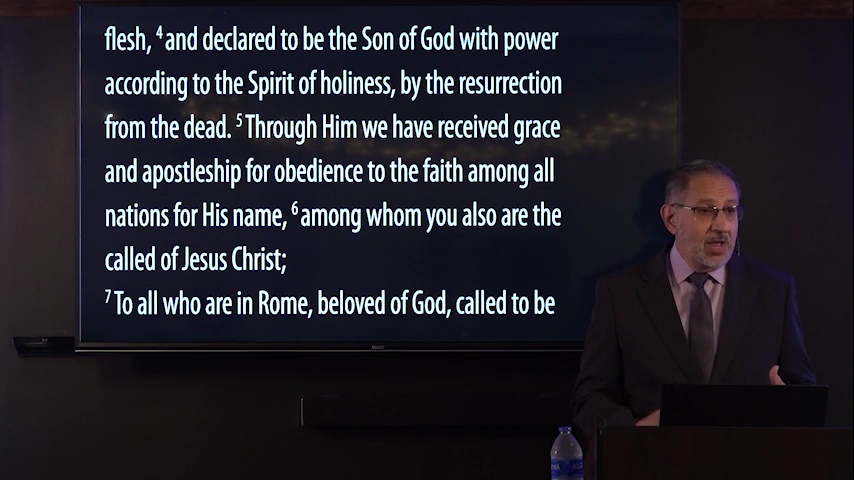 flesh, ⁴ and declared to be the Son of God with power
according to the Spirit of holiness, by the resurrection
from the dead. ⁵ Through Him we have received grace
and apostleship for obedience to the faith among all
nations for His name, ⁶ among whom you also are the
called of Jesus Christ;
⁷ To all who are in Rome, beloved of God, called to be